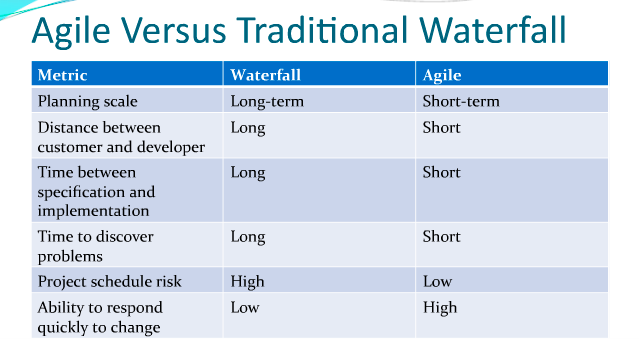 Agile Versus Traditional Waterfall
Metric Waterfall Agile
Planning scale Long-term Short-term
Distance between Long Short
customer and developer
Time between Long Short
specification and
implementation
Time to discover Long Short
problems
Project schedule risk High Low
Ability to respond Low High
quickly to change